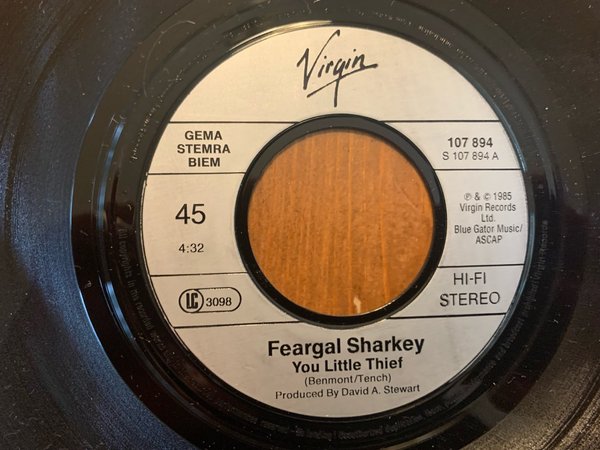 Virgin
GEMA
STEMRA
BIEM
107 894
S 107 894 A
45
4:32
℗ & © 1985
Virgin Records
Ltd.
Blue Gator Music/
ASCAP
LC 3098
HI-FI
STEREO
Feargal Sharkey
You Little Thief
(Benmont/Tench)
Produced By David A. Stewart